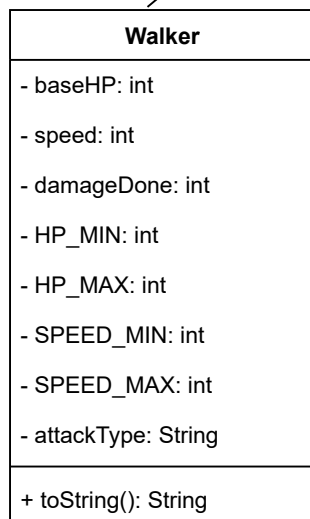 Walker
- baseHP: int
- speed: int
- damageDone: int
- HP_MIN: int
- HP_MAX: int
- SPEED_MIN: int
- SPEED_MAX: int
- attackType: String
+ toString(): String